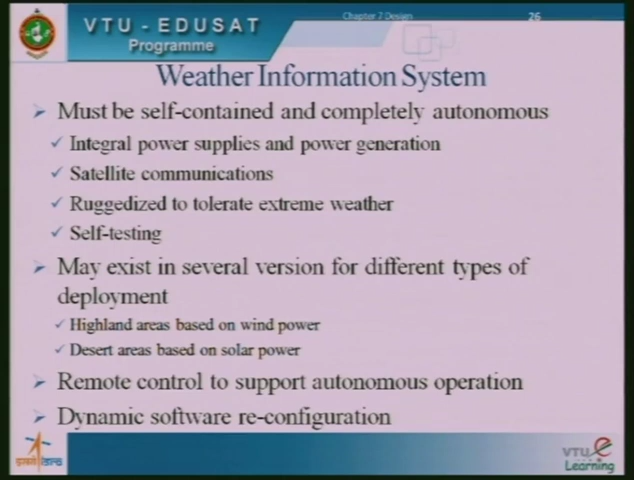 VTU - EDUSAT
Programme
Chapter 7 Design
26
Weather Information System
Must be self-contained and completely autonomous
Integral power supplies and power generation
Satellite communications
Ruggedized to tolerate extreme weather
Self-testing
May exist in several version for different types of
deployment
Highland areas based on wind power
Desert areas based on solar power
Remote control to support autonomous operation
Dynamic software re-configuration
VTU
e
Learning